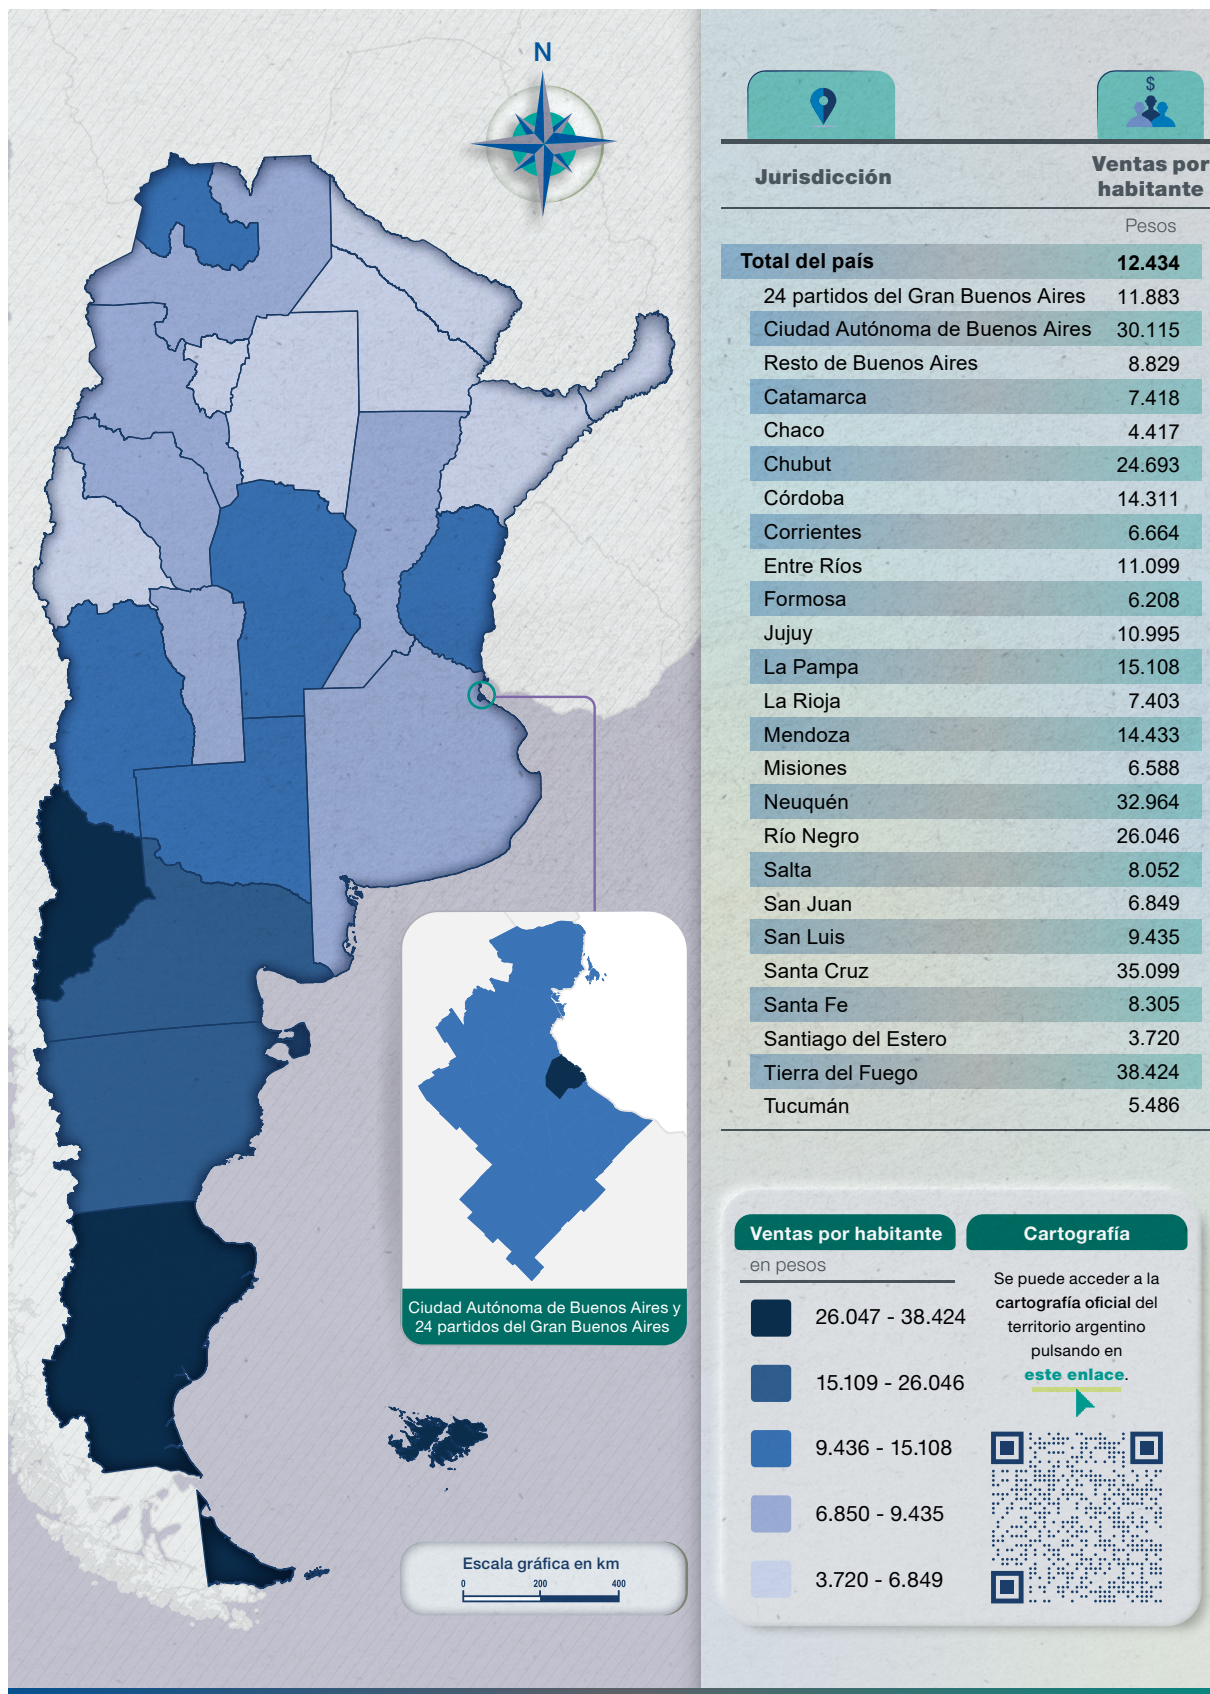 N
$
Jurisdicción
Ventas por
habitante
Pesos
Total del país 12.434
24 partidos del Gran Buenos Aires 11.883
Ciudad Autónoma de Buenos Aires 30.115
Resto de Buenos Aires 8.829
Catamarca 7.418
Chaco 4.417
Chubut 24.693
Córdoba 14.311
Corrientes 6.664
Entre Ríos 11.099
Formosa 6.208
Jujuy 10.995
La Pampa 15.108
La Rioja 7.403
Mendoza 14.433
Misiones 6.588
Neuquén 32.964
Río Negro 26.046
Salta 8.052
San Juan 6.849
San Luis 9.435
Santa Cruz 35.099
Santa Fe 8.305
Santiago del Estero 3.720
Tierra del Fuego 38.424
Tucumán 5.486
Ciudad Autónoma de Buenos Aires y
24 partidos del Gran Buenos Aires
Escala gráfica en km
0 200 400
Ventas por habitante
en pesos
26.047 - 38.424
15.109 - 26.046
9.436 - 15.108
6.850 - 9.435
3.720 - 6.849
Cartografía
Se puede acceder a la
cartografía oficial del
territorio argentino
pulsando en
este enlace.